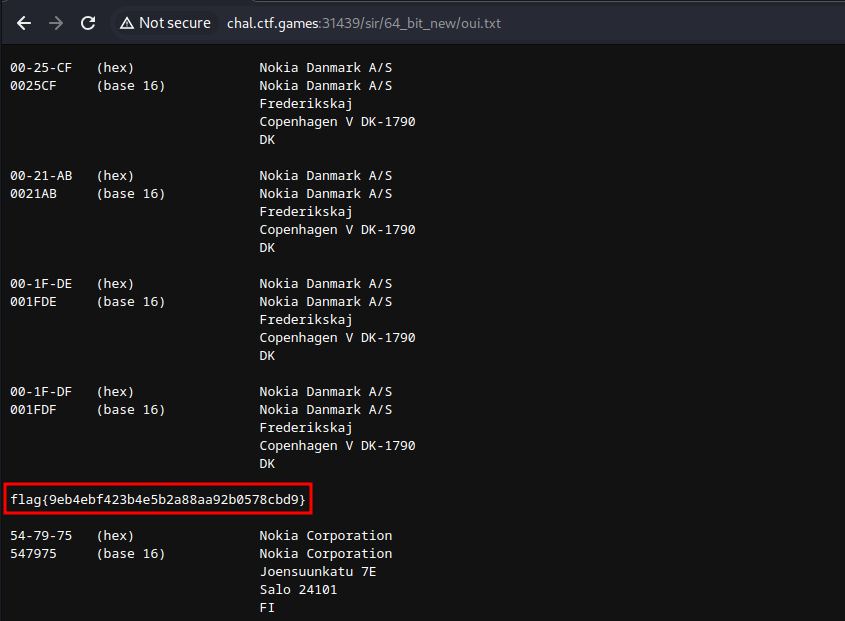 Not secure chal.ctf.games:31439/sir/64_bit_new/oui.txt
00-25-CF (hex) Nokia Danmark A/S
0025CF (base 16) Nokia Danmark A/S
Frederikskaj
Copenhagen V DK-1790
DK
00-21-AB (hex) Nokia Danmark A/S
0021AB (base 16) Nokia Danmark A/S
Frederikskaj
Copenhagen V DK-1790
DK
00-1F-DE (hex) Nokia Danmark A/S
001FDE (base 16) Nokia Danmark A/S
Frederikskaj
Copenhagen V DK-1790
DK
00-1F-DF (hex) Nokia Danmark A/S
001FDF (base 16) Nokia Danmark A/S
Frederikskaj
Copenhagen V DK-1790
DK
flag{9eb4ebf423b4e5b2a88aa92b0578cbd9}
54-79-75 (hex) Nokia Corporation
547975 (base 16) Nokia Corporation
Joensuunkatu 7E
Salo 24101
FI